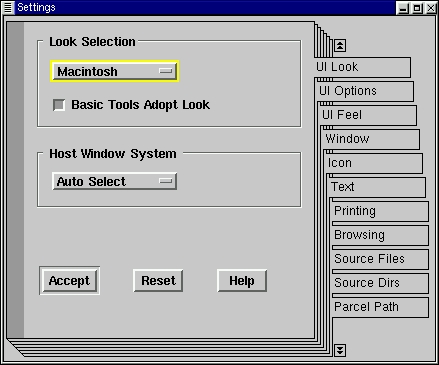 Settings
Look Selection
Macintosh
Basic Tools Adopt Look
Host Window System
Auto Select
Accept
Reset
Help
UI Look
UI Options
UI Feel
Window
Icon
Text
Printing
Browsing
Source Files
Source Dirs
Parcel Path